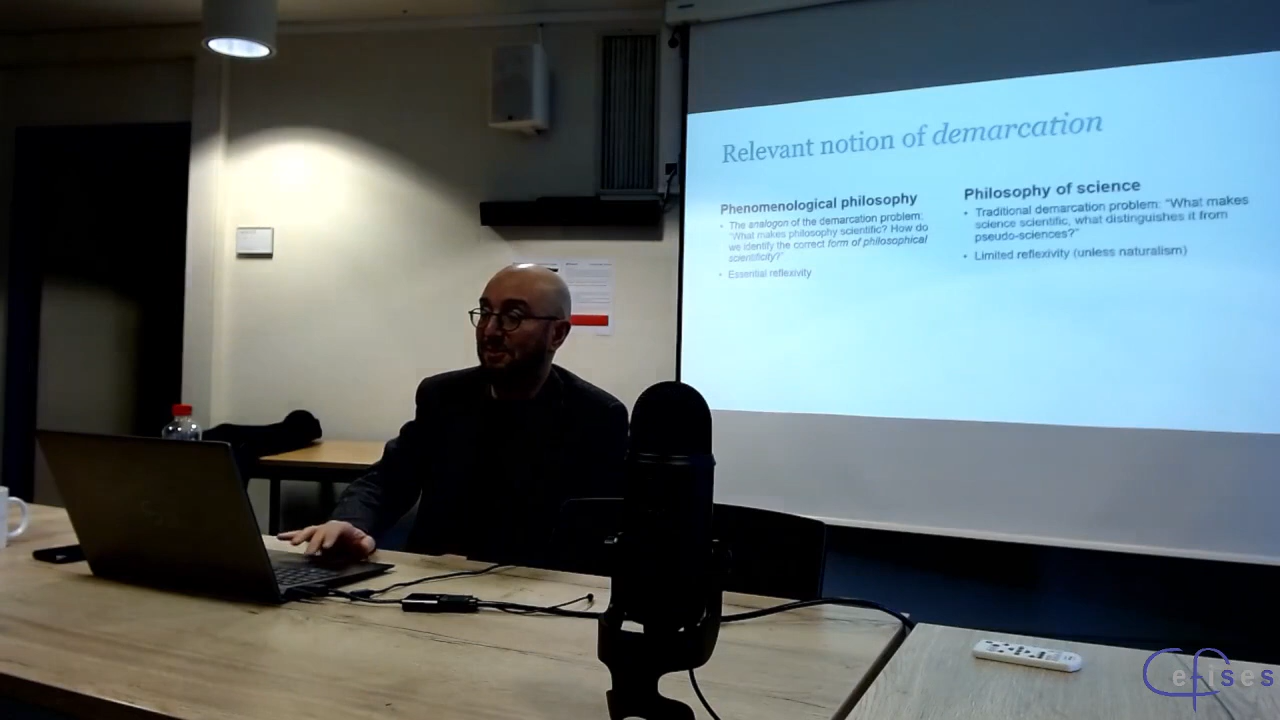 Relevant notion of demarcation
Phenomenological philosophy
• The analogon of the demarcation problem:
"What makes philosophy scientific? How do
we identify the correct form of philosophical
scientificity?"
• Essential reflexivity
Philosophy of science
• Traditional demarcation problem: "What makes
science scientific, what distinguishes it from
pseudo-sciences?"
• Limited reflexivity (unless naturalism)
Cefises